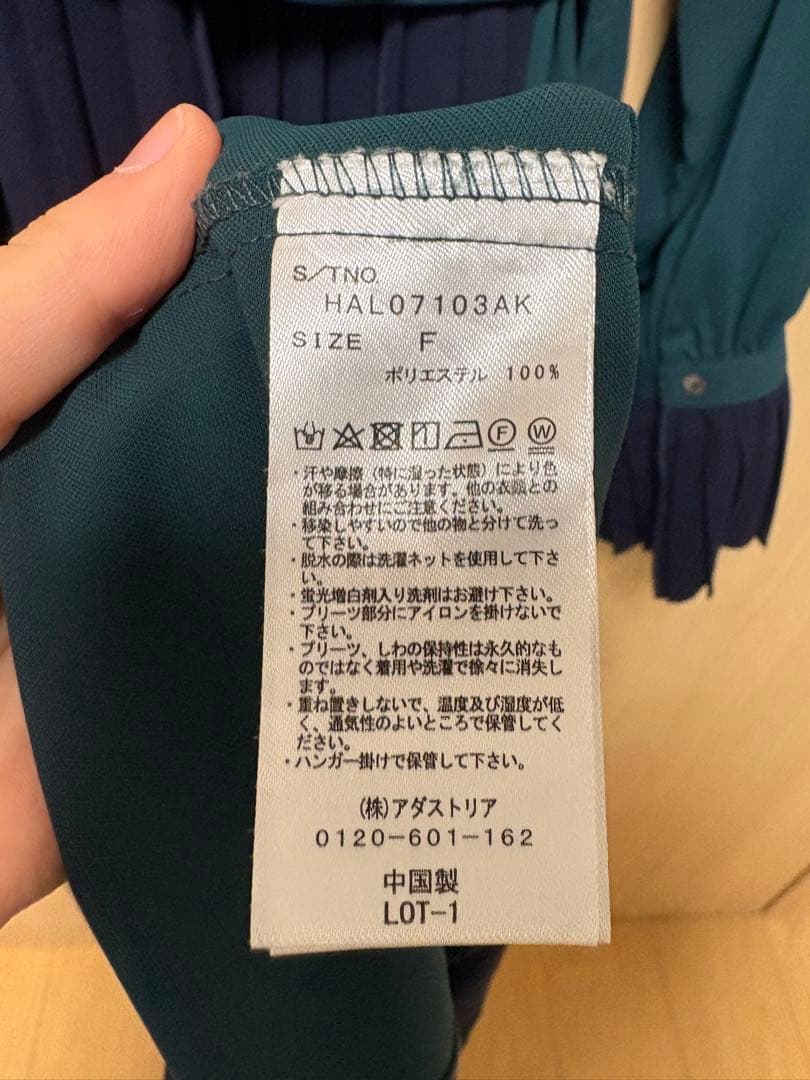 S/TNO.
HAL07103AK
SIZE F
ポリエステル 100%
F W
・汗や摩擦（特に湿った状態）により色
が移る場合があります。他の衣類との
組み合わせにご注意ください。
・移染しやすいので他の物と分けて洗っ
て下さい。
・脱水の際は洗濯ネットを使用して下さ
い。
・蛍光増白剤入り洗剤はお避け下さい。
・プリーツ部分にアイロンを掛けないで
下さい。
・プリーツ、しわの保持性は永久的なも
のではなく着用や洗濯で徐々に消失し
ます。
・重ね置きしないで、温度及び湿度が低
く、通気性のよいところで保管してく
ださい。
・ハンガー掛けで保管して下さい。
(株)アダストリア
0120-601-162
中国製
LOT-1